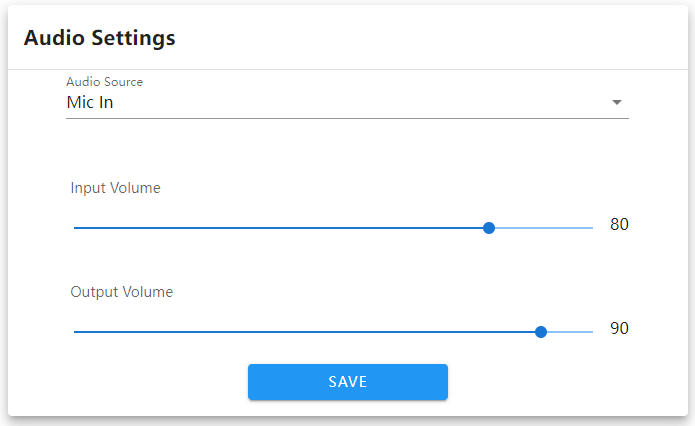 Audio Settings
Audio Source
Mic In
Input Volume
80
Output Volume
90
SAVE